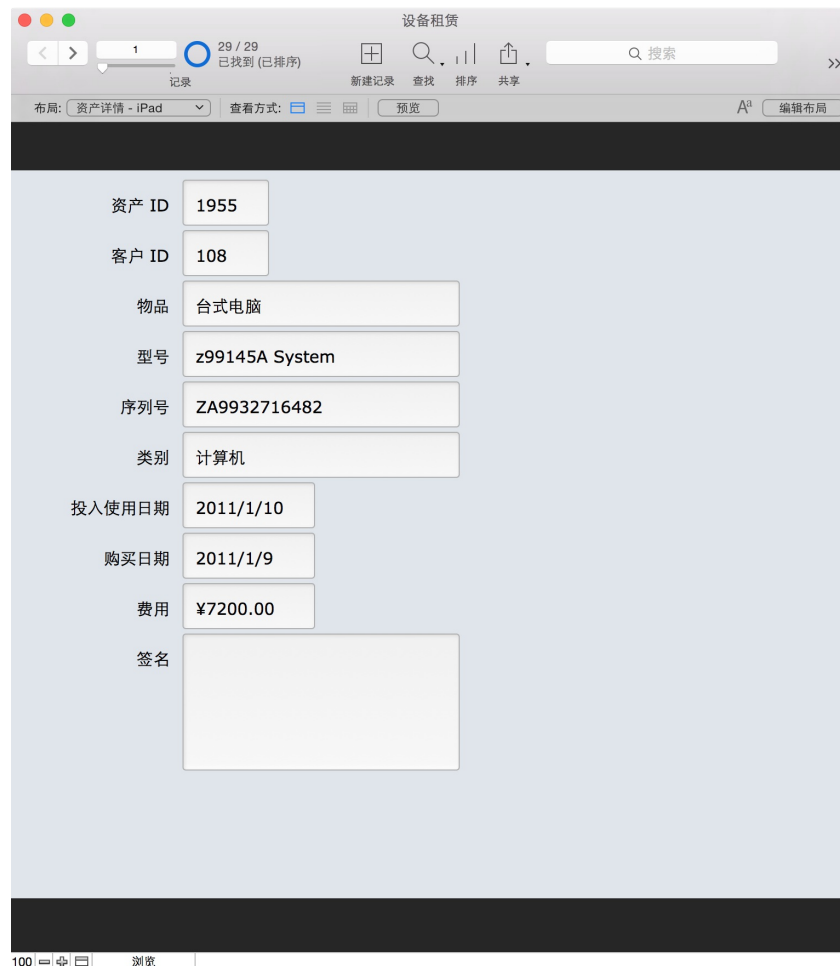 设备租赁
1
29 / 29
已找到 (已排序)
记录
新建记录
查找
排序
共享
搜索
布局: 资产详情 - iPad
查看方式:
预览
Aa
编辑布局
资产 ID 1955
客户 ID 108
物品 台式电脑
型号 z99145A System
序列号 ZA9932716482
类别 计算机
投入使用日期 2011/1/10
购买日期 2011/1/9
费用 ¥7200.00
签名
100
浏览